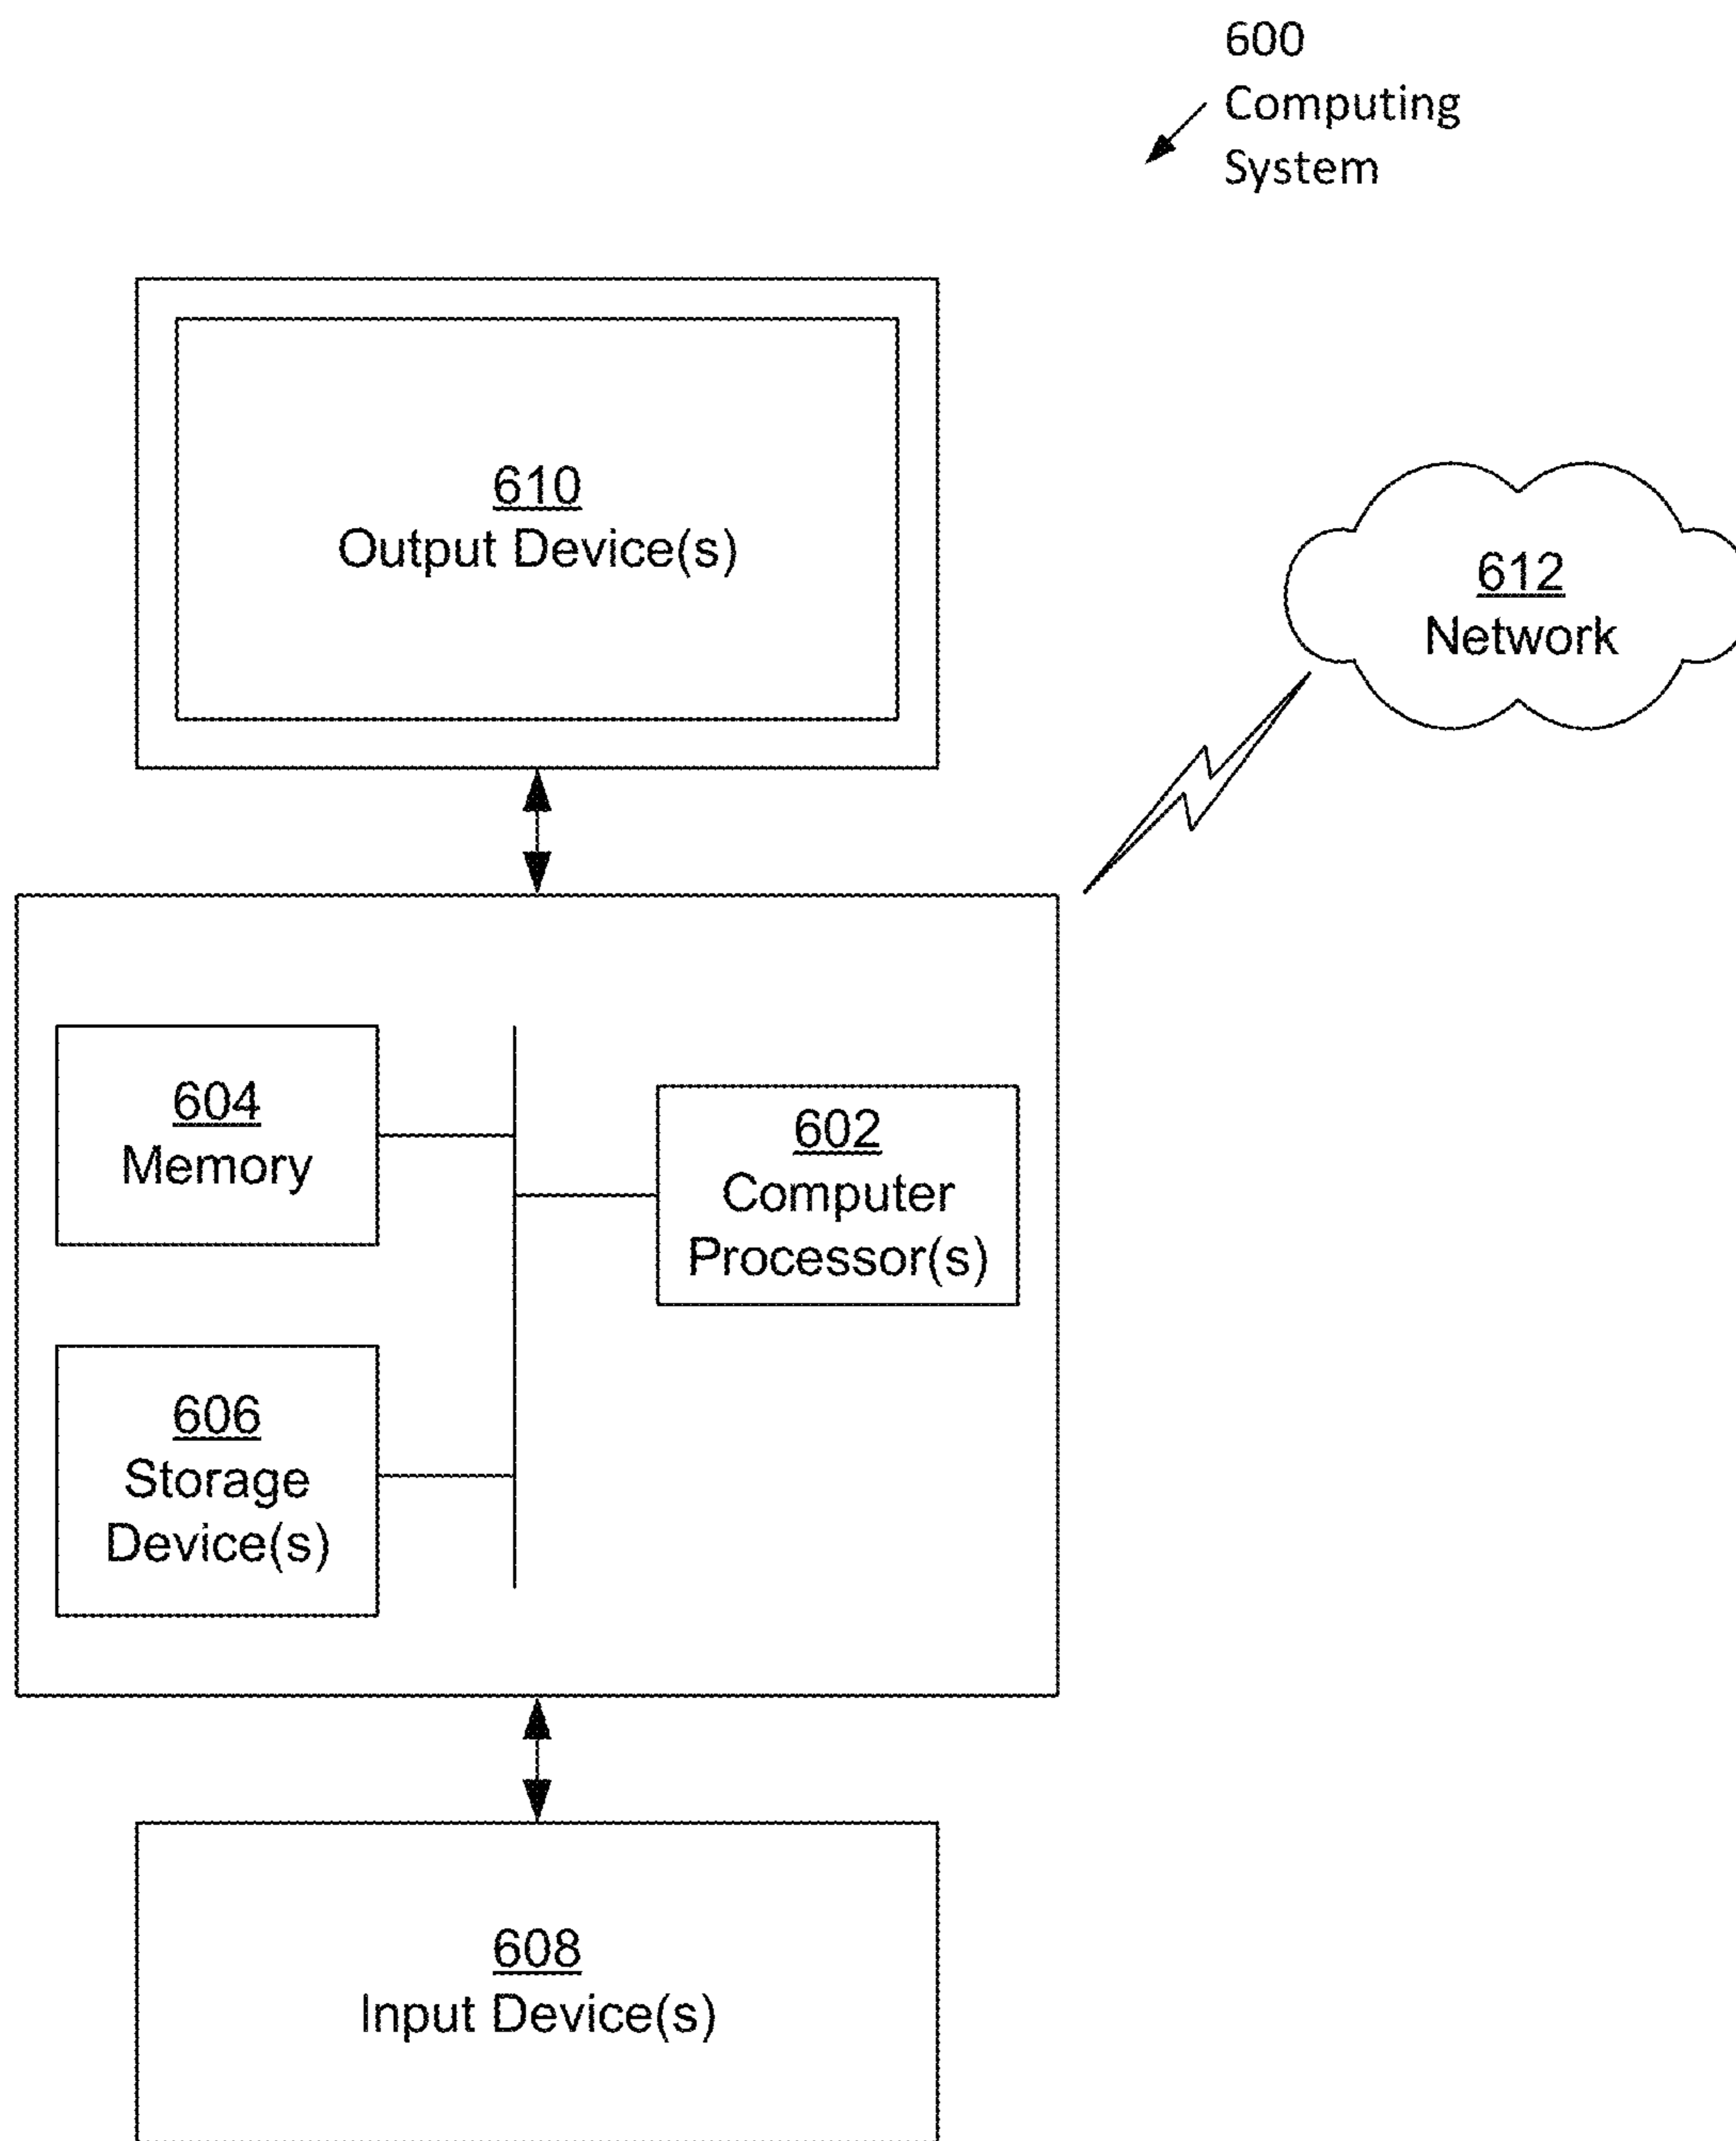 600
Computing
System
610
Output Device(s)
612
Network
604
Memory
602
Computer
Processor(s)
606
Storage
Device(s)
608
Input Device(s)